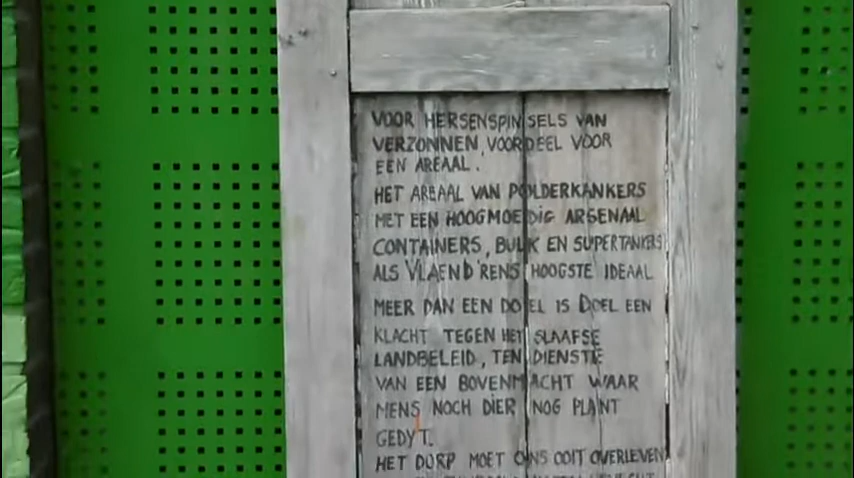 VOOR HERSENSPINSELS VAN
VERZONNEN, VOORDEEL VOOR
EEN AREAAL.
HET AREAAL VAN POLDERKANKERS
MET EEN HOOGMOEDIG ARSENAAL
CONTAINERS, BULK EN SUPERTANKERS
ALS VLAEND'RENS HOOGSTE IDEAAL
MEER DAN EEN DOEL IS DOEL EEN
KLACHT TEGEN HET SLAAFSE
LANDBELEID, TEN DIENSTE
VAN EEN BOVENMACHT WAAR
MENS NOCH DIER NOG PLANT
GEDYT.
HET DORP MOET ONS OOIT OVERLEVEN